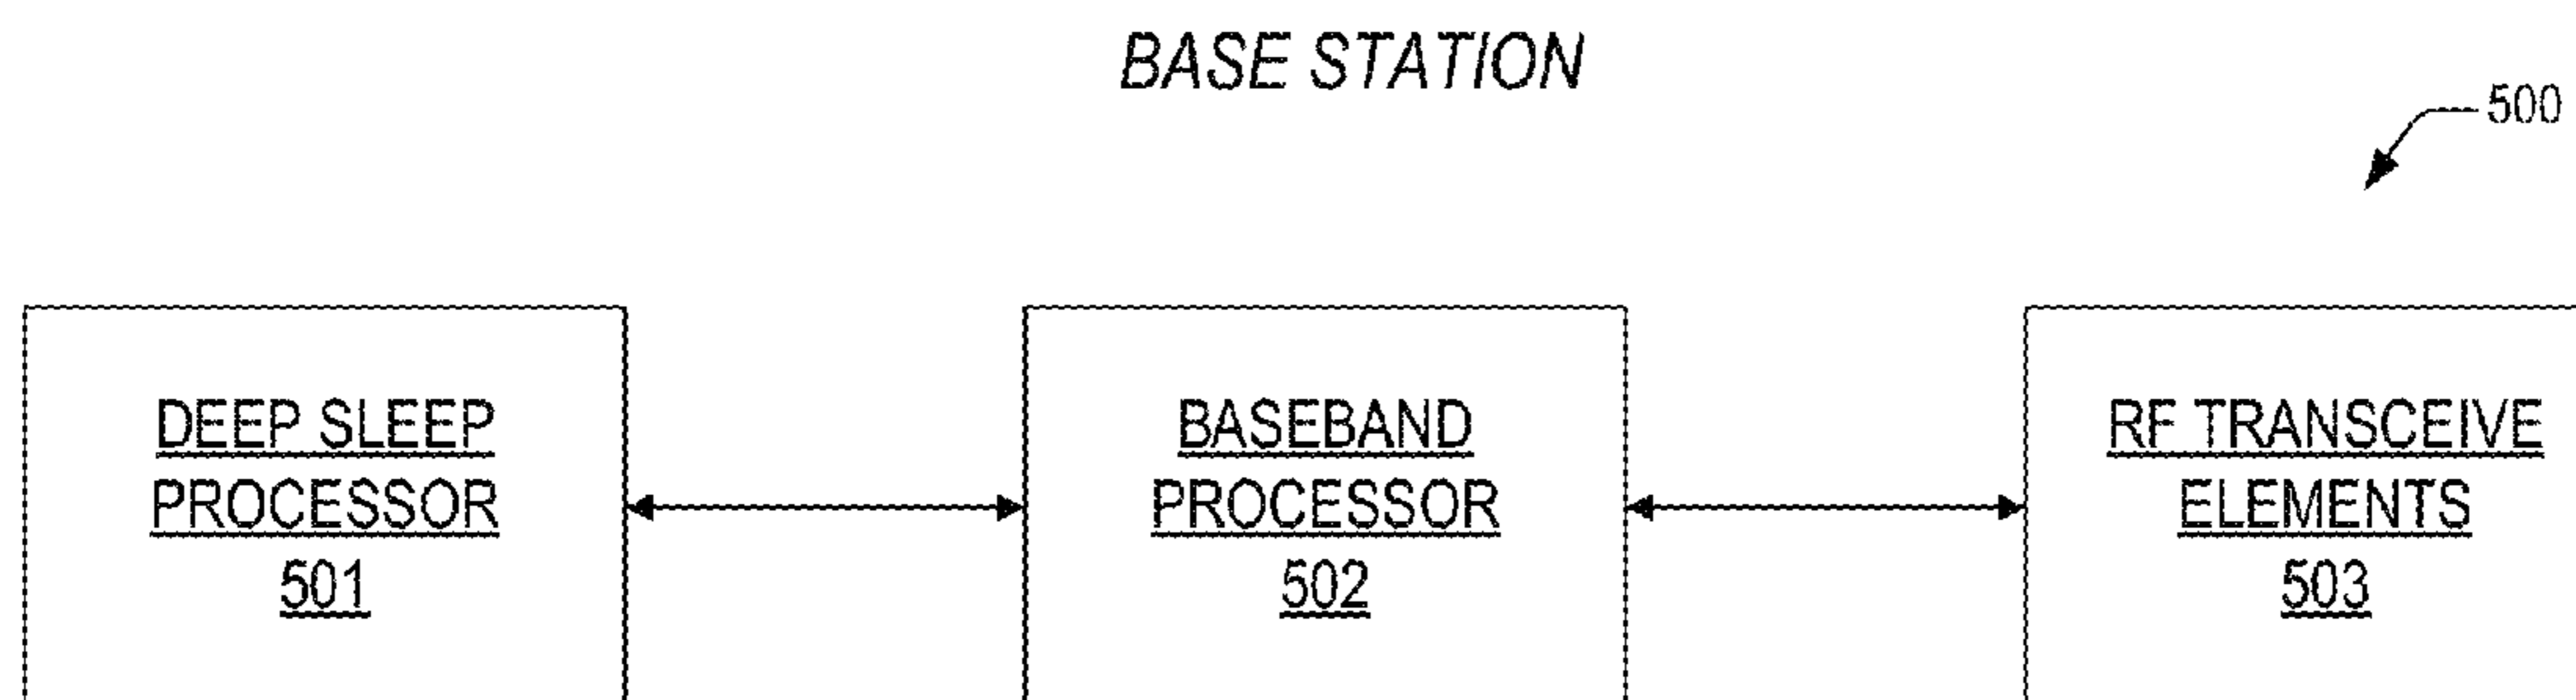 BASE STATION
500
DEEP SLEEP
PROCESSOR
501
BASEBAND
PROCESSOR
502
RF TRANSCEIVE
ELEMENTS
503